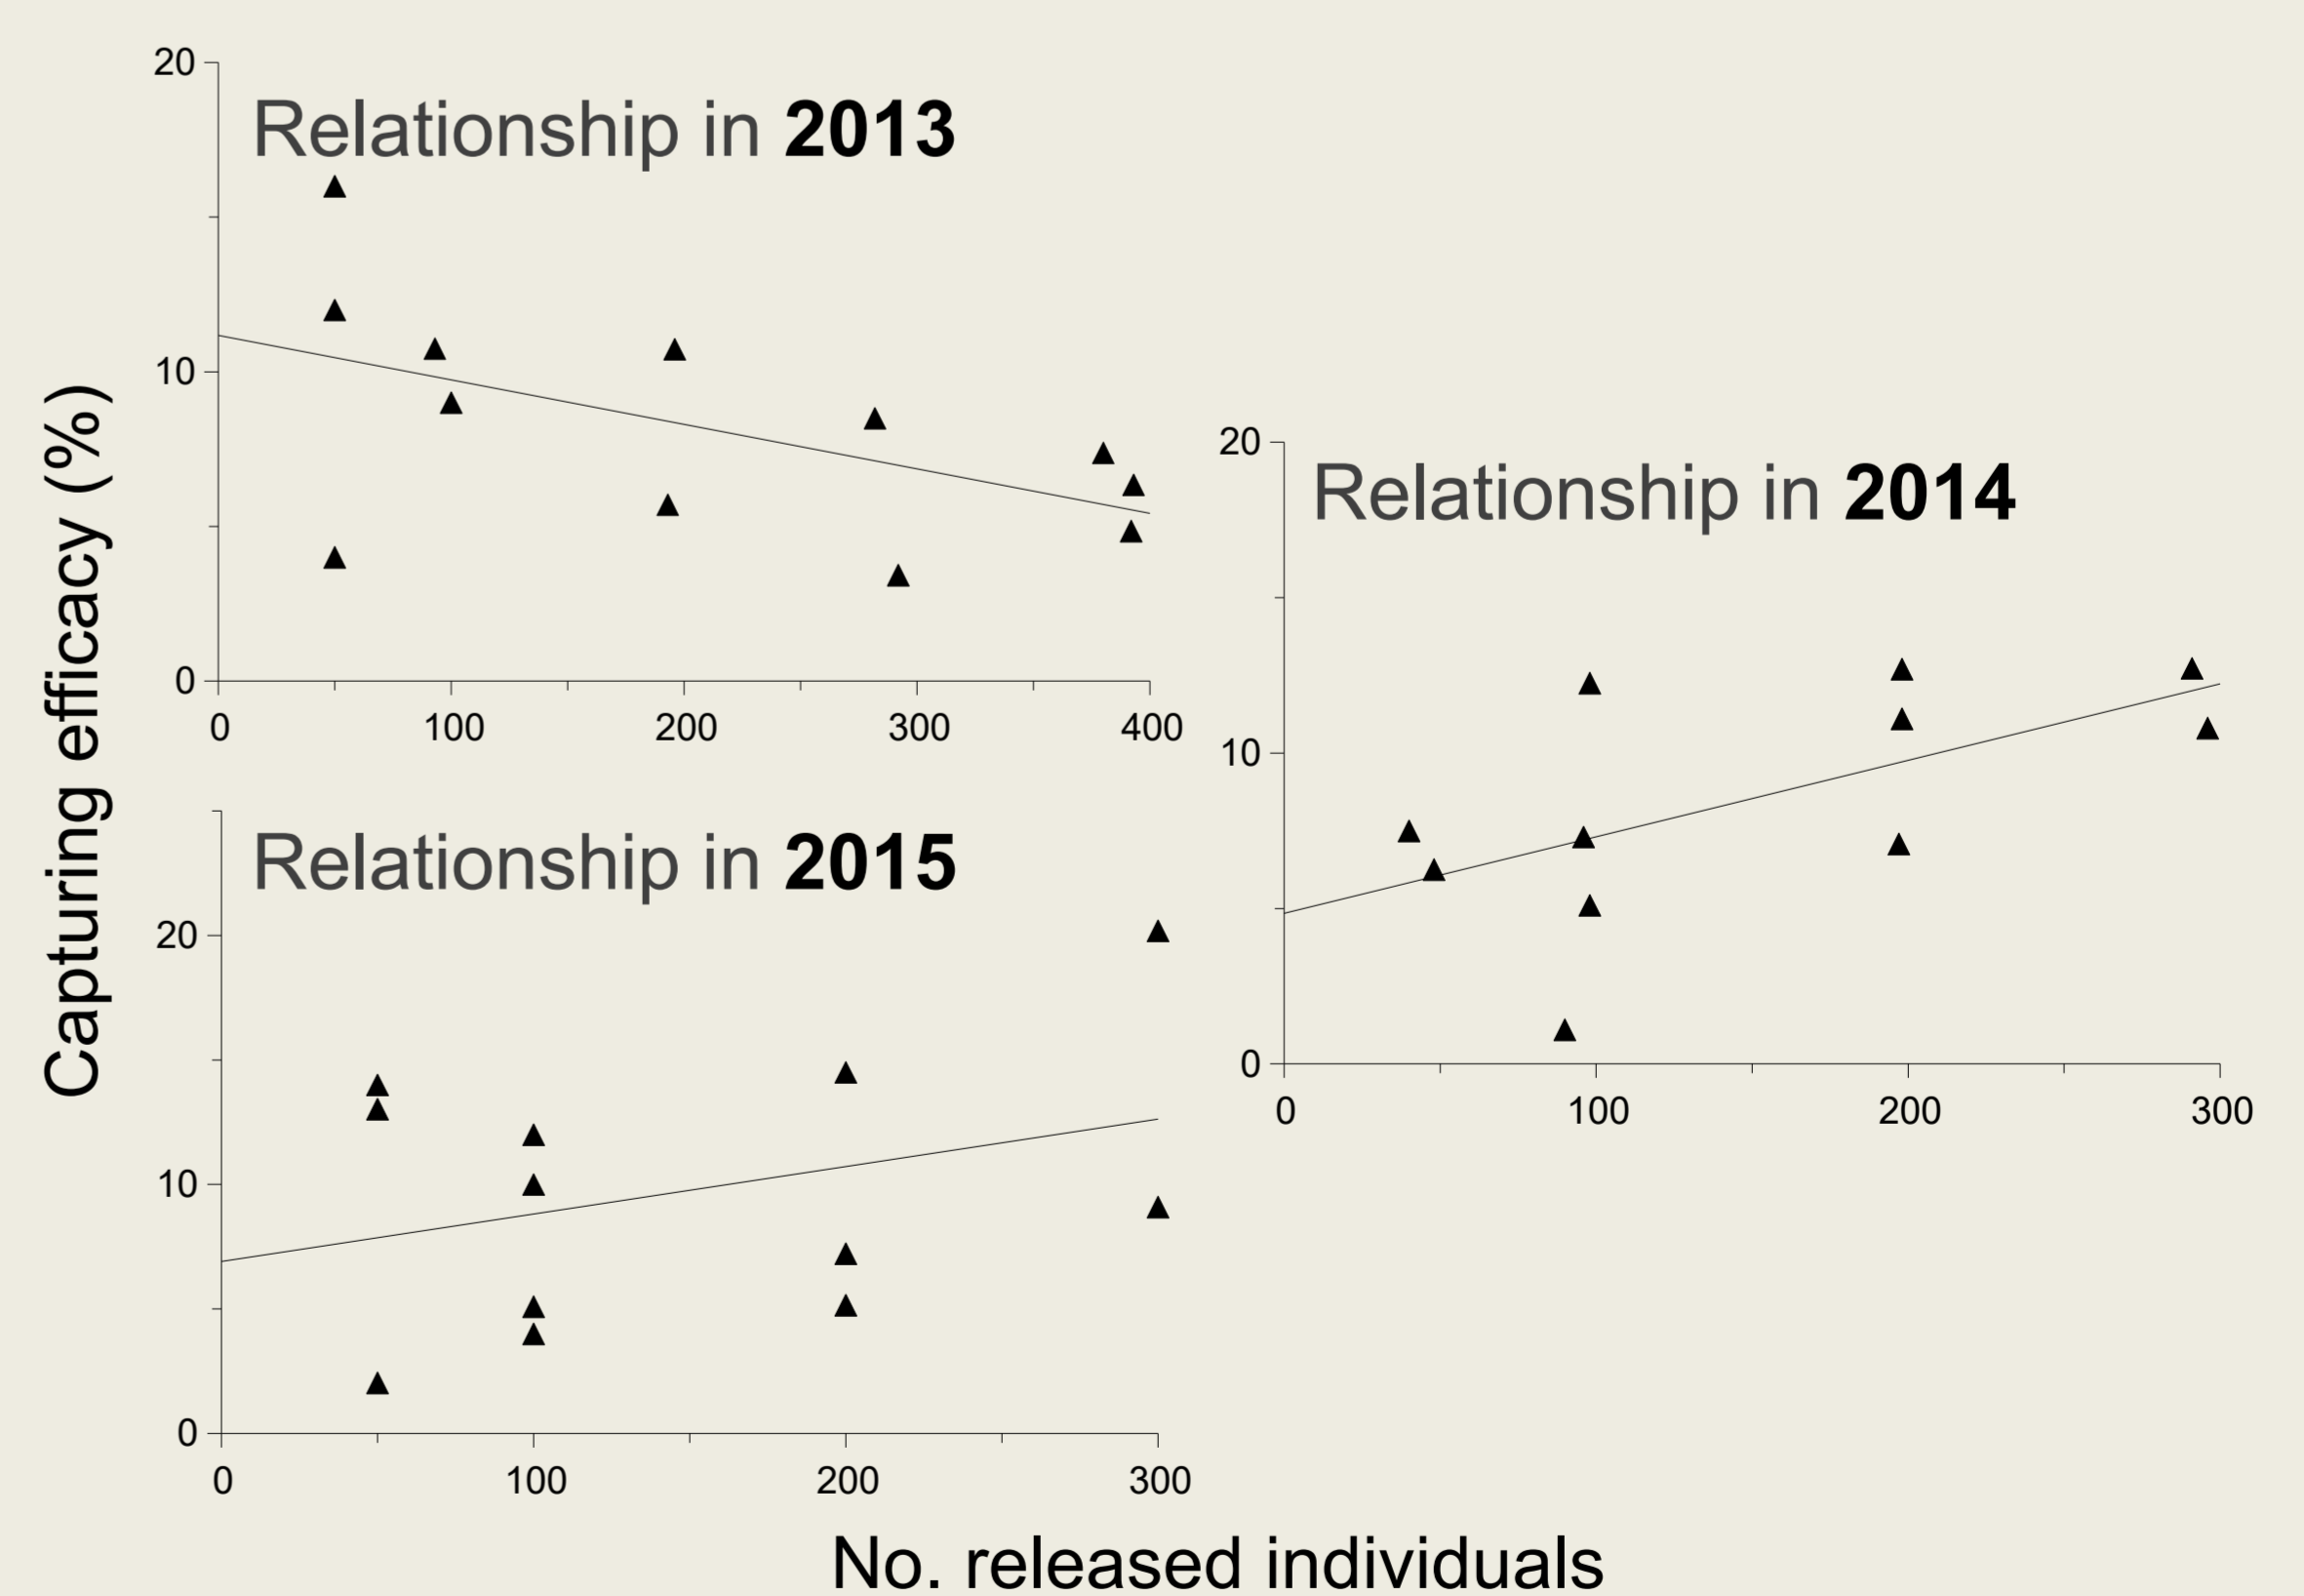 Capturing efficacy (%)
Relationship in 2013
20
10
0
0 100 200 300 400
Relationship in 2014
20
10
0
0 100 200 300
Relationship in 2015
20
10
0
0 100 200 300
No. released individuals